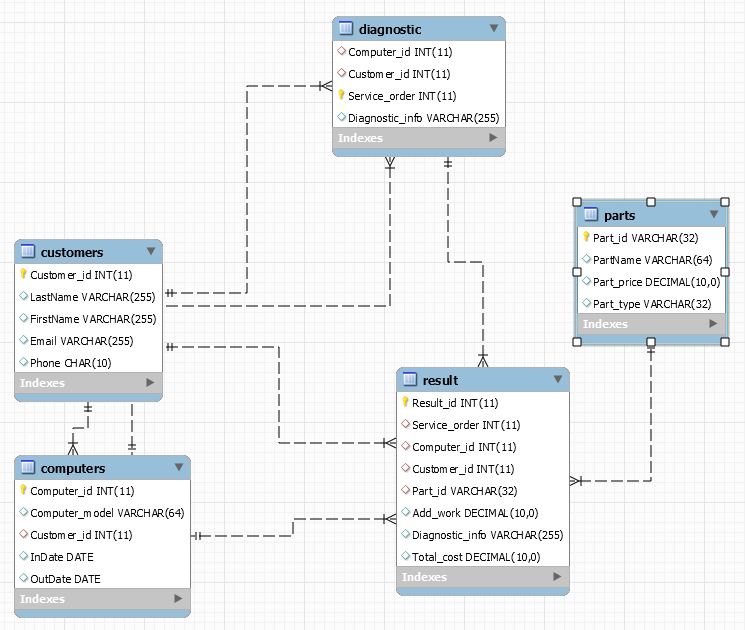 diagnostic
Computer_id INT(11)
Customer_id INT(11)
Service_order INT(11)
Diagnostic_info VARCHAR(255)
Indexes
parts
Part_id VARCHAR(32)
PartName VARCHAR(64)
Part_price DECIMAL(10,0)
Part_type VARCHAR(32)
Indexes
customers
Customer_id INT(11)
LastName VARCHAR(255)
FirstName VARCHAR(255)
Email VARCHAR(255)
Phone CHAR(10)
Indexes
result
Result_id INT(11)
Service_order INT(11)
Computer_id INT(11)
Customer_id INT(11)
Part_id VARCHAR(32)
Add_work DECIMAL(10,0)
Diagnostic_info VARCHAR(255)
Total_cost DECIMAL(10,0)
Indexes
computers
Computer_id INT(11)
Computer_model VARCHAR(64)
Customer_id INT(11)
InDate DATE
OutDate DATE
Indexes